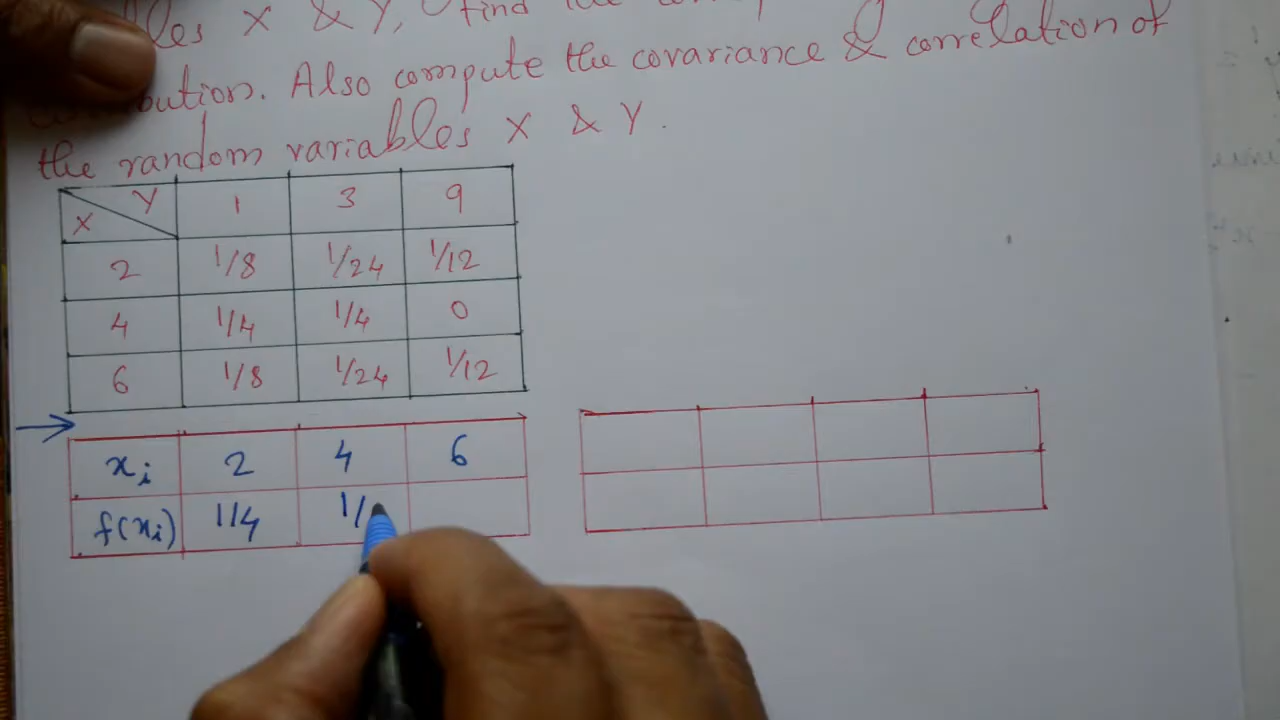 X & Y, find the
bution. Also compute the covariance & correlation of
the random variables X & Y.
X Y 1 3 9
2 1/8 1/24 1/12
4 1/4 1/4 0
6 1/8 1/24 1/12
xi 2 4 6
f(xi) 1/4 1/